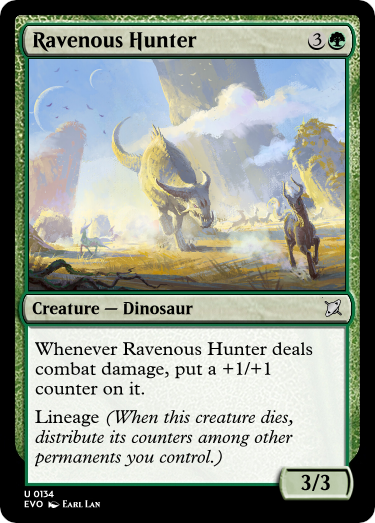 Ravenous Hunter 3
Creature — Dinosaur
Whenever Ravenous Hunter deals
combat damage, put a +1/+1
counter on it.
Lineage (When this creature dies,
distribute its counters among other
permanents you control.)
3/3
U 0134
EVO Earl Lan